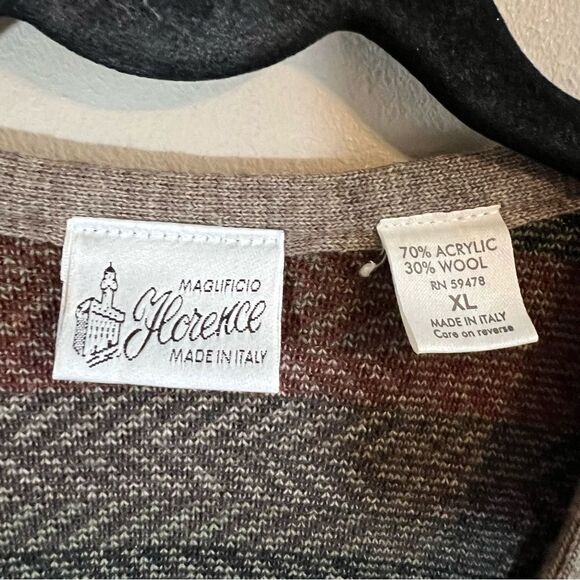 MAGLIFICIO
Florence
MADE IN ITALY
70% ACRYLIC
30% WOOL
RN 59478
XL
MADE IN ITALY
Care on reverse